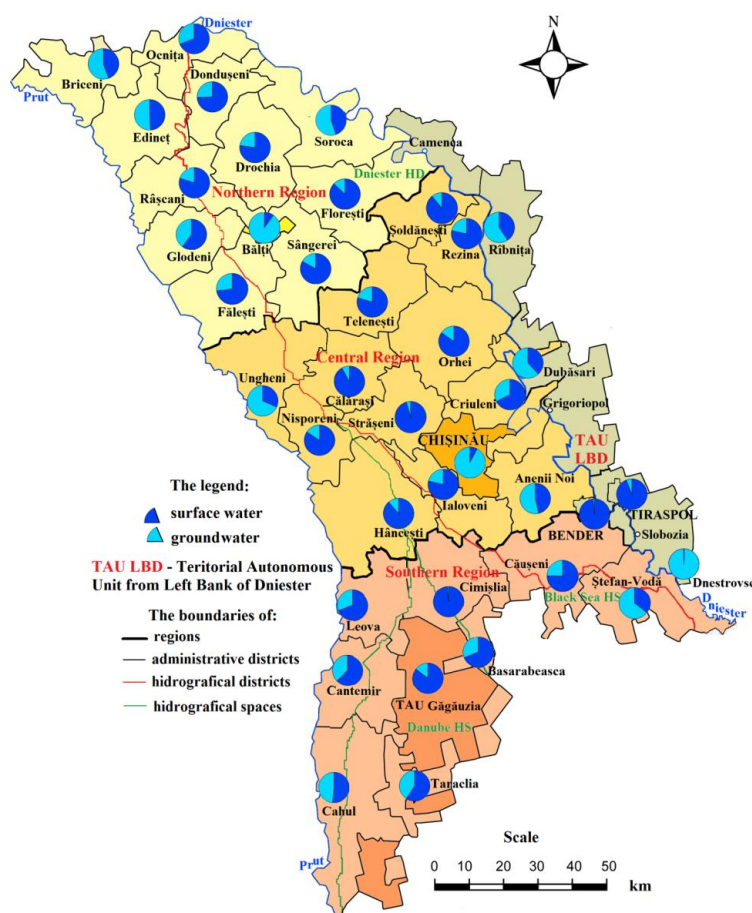 Dniester
N
Ocnița
Briceni
Dondușeni
Prut
Edineț
Soroca
Camenca
Drochia
Dniester HD
Râșcani
Northern Region
Florești
Șoldănești
Rezina
Rîbnița
Glodeni
Bălți
Sângerei
Fălești
Telenești
Orhei
Central Region
Dubăsari
Ungheni
Călărași
Criuleni
Grigoriopol
Nisporeni
Strășeni
CHIȘINĂU
TAU
LBD
Anenii Noi
The legend:
surface water
groundwater
Ialoveni
TIRASPOL
Hâncești
BENDER
Slobozia
TAU LBD - Teritorial Autonomous
Unit from Left Bank of Dniester
Southern Region
Căușeni
Ștefan-Vodă
Dnestrovsc
Cimișlia
Black Sea HS
Dniester
The boundaries of:
regions
administrative districts
hidrografical districts
hidrografical spaces
Leova
Basarabeasca
Cantemir
TAU Găgăuzia
Danube HS
Taraclia
Cahul
Scale
Prut
0 10 20 30 40 50
km